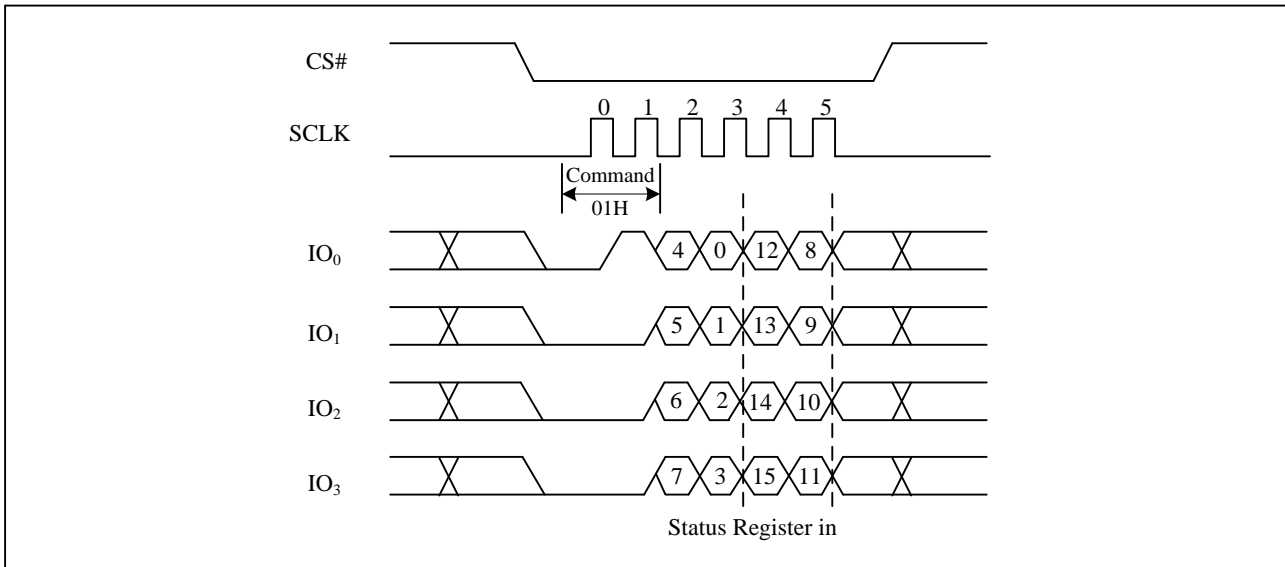 CS#
0 1 2 3 4 5
SCLK
Command
01H
IO0 4 0 12 8
IO1 5 1 13 9
IO2 6 2 14 10
IO3 7 3 15 11
Status Register in